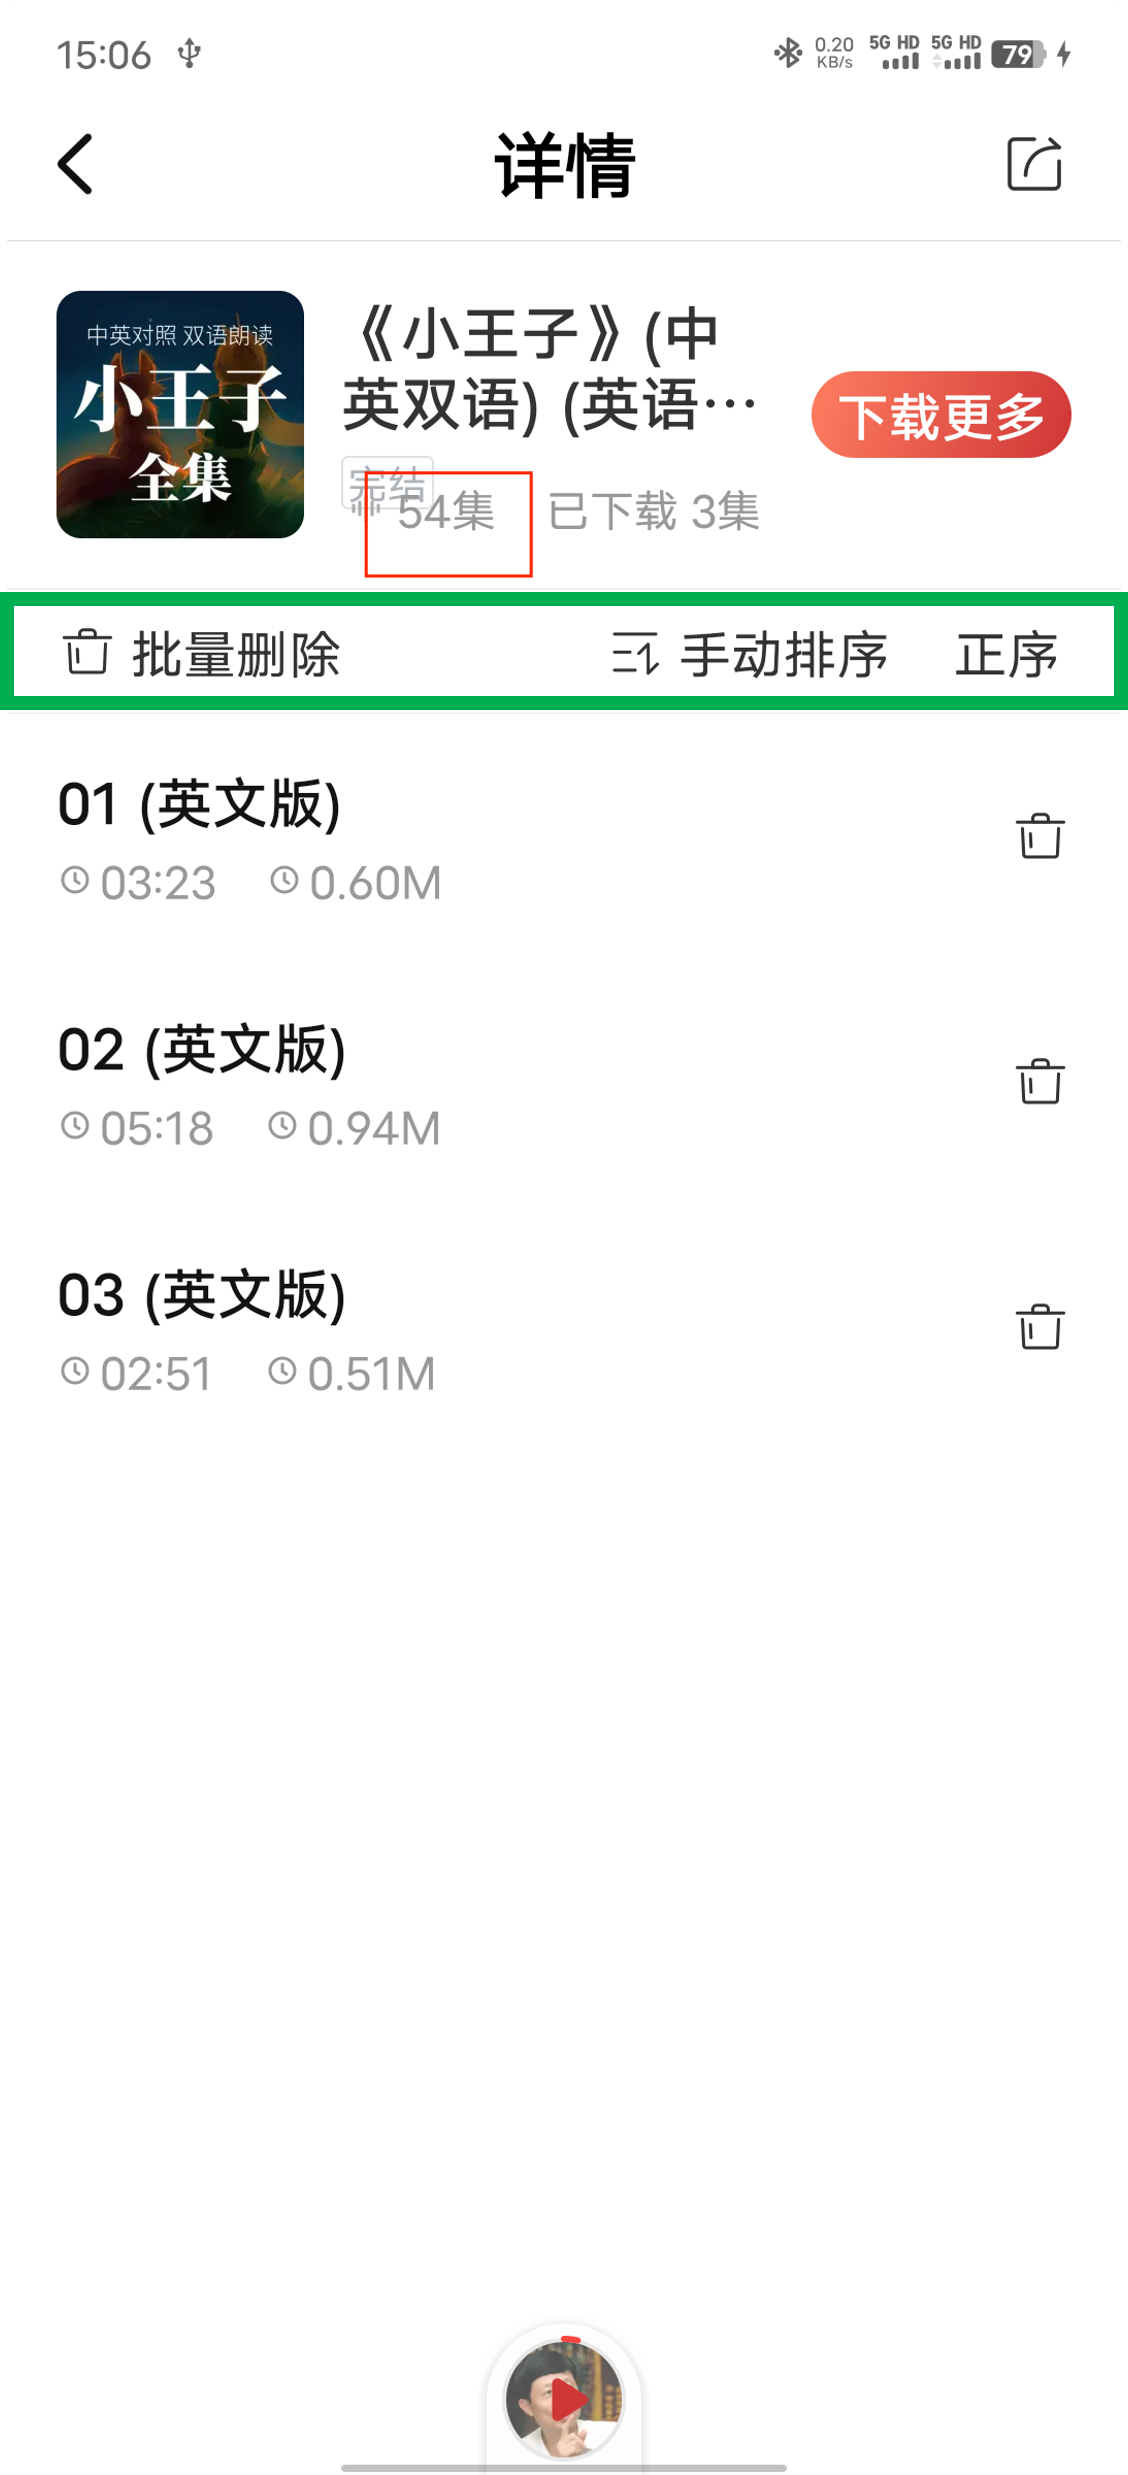 15:06
0.20 KB/s 5G HD 5G HD 79
详情
中英对照 双语朗读
小王子
全集
《小王子》(中
英双语) (英语…
下载更多
完结
54集 已下载 3集
批量删除 手动排序 正序
01 (英文版)
03:23 0.60M
02 (英文版)
05:18 0.94M
03 (英文版)
02:51 0.51M